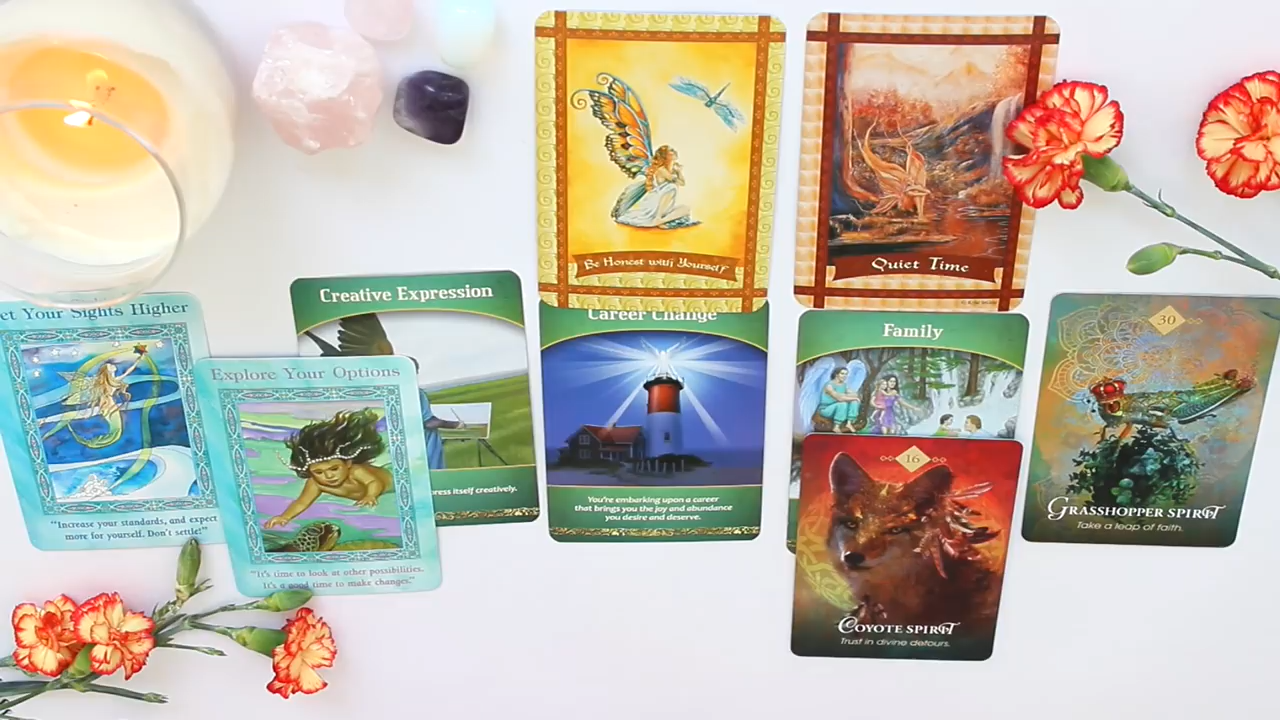 Be Honest with Yourself
Quiet Time
et Your Sights Higher
"Increase your standards, and expect
more for yourself. Don't settle!"
Explore Your Options
"It's time to look at other possibilities.
It's a good time to make changes."
Creative Expression
press itself creatively.
Career Change
You're embarking upon a career
that brings you the joy and abundance
you desire and deserve.
Family
16
COYOTE SPIRIT
Trust in divine detours.
30
GRASSHOPPER SPIRIT
Take a leap of faith.